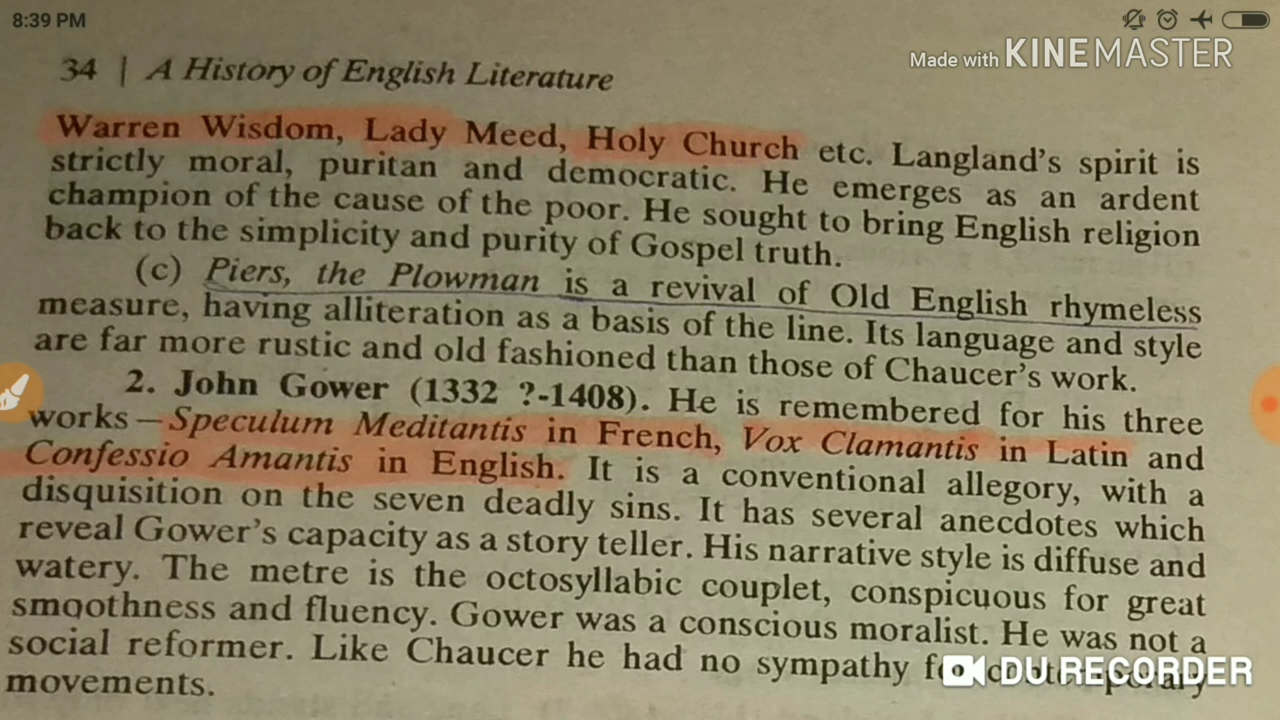 8:39 PM
Made with KINEMASTER
34 | A History of English Literature
Warren Wisdom, Lady Meed, Holy Church etc. Langland's spirit is
strictly moral, puritan and democratic. He emerges as an ardent
champion of the cause of the poor. He sought to bring English religion
back to the simplicity and purity of Gospel truth.
(c) Piers, the Plowman is a revival of Old English rhymeless
measure, having alliteration as a basis of the line. Its language and style
are far more rustic and old fashioned than those of Chaucer's work.
2. John Gower (1332 ?-1408). He is remembered for his three
works—Speculum Meditantis in French, Vox Clamantis in Latin and
Confessio Amantis in English. It is a conventional allegory, with a
disquisition on the seven deadly sins. It has several anecdotes which
reveal Gower's capacity as a story teller. His narrative style is diffuse and
watery. The metre is the octosyllabic couplet, conspicuous for great
smoothness and fluency. Gower was a conscious moralist. He was not a
social reformer. Like Chaucer he had no sympathy
movements.
DU RECORDER